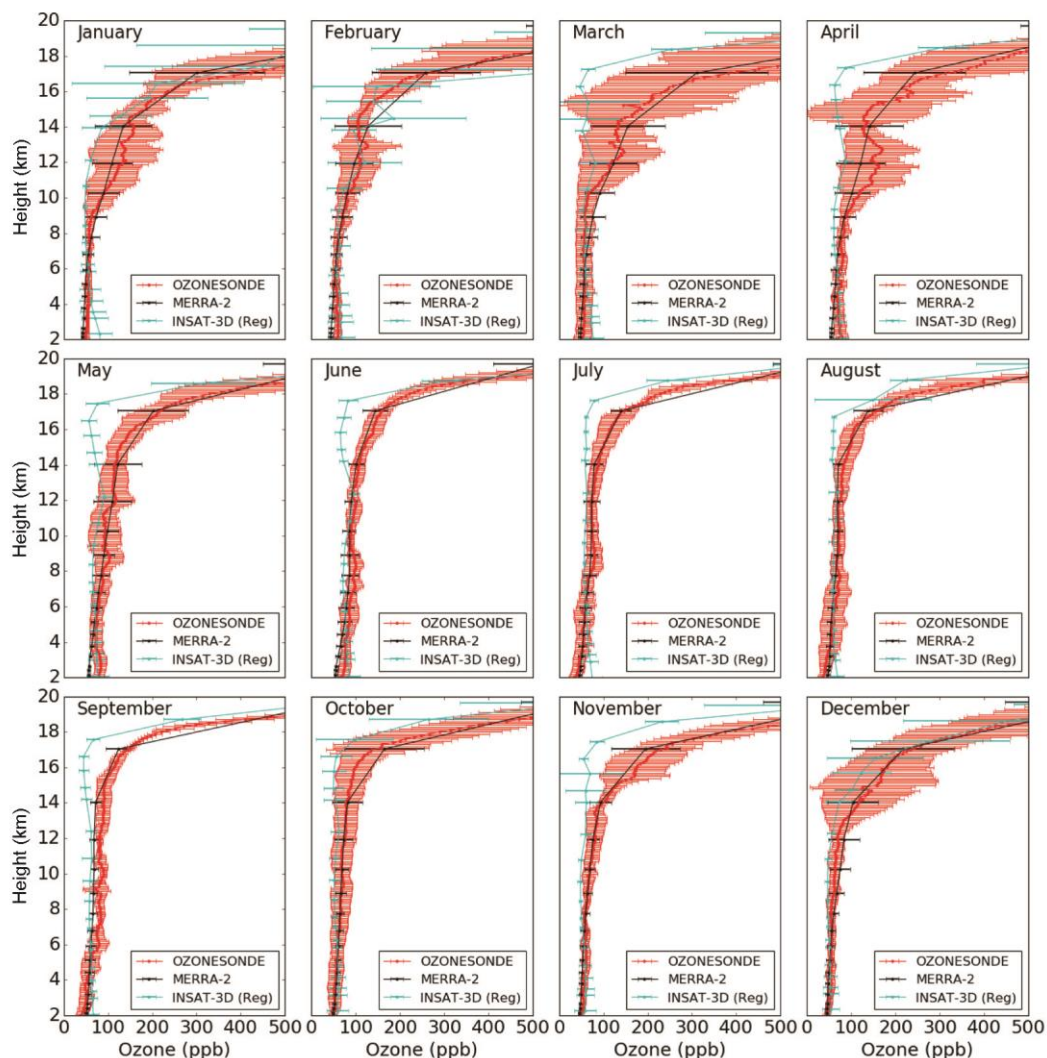 January
February
March
April
Height (km)
20
18
16
14
12
10
8
6
4
2
OZONESONDE
MERRA-2
INSAT-3D (Reg)
OZONESONDE
MERRA-2
INSAT-3D (Reg)
OZONESONDE
MERRA-2
INSAT-3D (Reg)
OZONESONDE
MERRA-2
INSAT-3D (Reg)
May
June
July
August
Height (km)
20
18
16
14
12
10
8
6
4
2
OZONESONDE
MERRA-2
INSAT-3D (Reg)
OZONESONDE
MERRA-2
INSAT-3D (Reg)
OZONESONDE
MERRA-2
INSAT-3D (Reg)
OZONESONDE
MERRA-2
INSAT-3D (Reg)
September
October
November
December
Height (km)
20
18
16
14
12
10
8
6
4
2
OZONESONDE
MERRA-2
INSAT-3D (Reg)
OZONESONDE
MERRA-2
INSAT-3D (Reg)
OZONESONDE
MERRA-2
INSAT-3D (Reg)
OZONESONDE
MERRA-2
INSAT-3D (Reg)
0 100 200 300 400 500
0 100 200 300 400 500
0 100 200 300 400 500
0 100 200 300 400 500
Ozone (ppb)
Ozone (ppb)
Ozone (ppb)
Ozone (ppb)